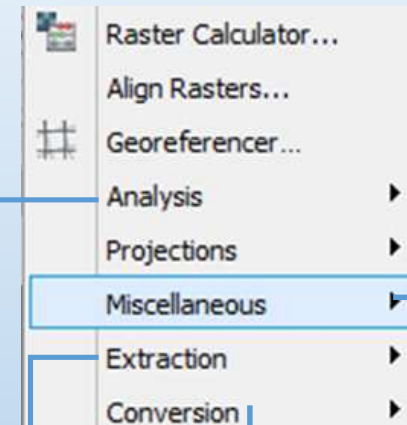 Raster Calculator...
Align Rasters...
Georeferencer...
Analysis
Projections
Miscellaneous
Extraction
Conversion